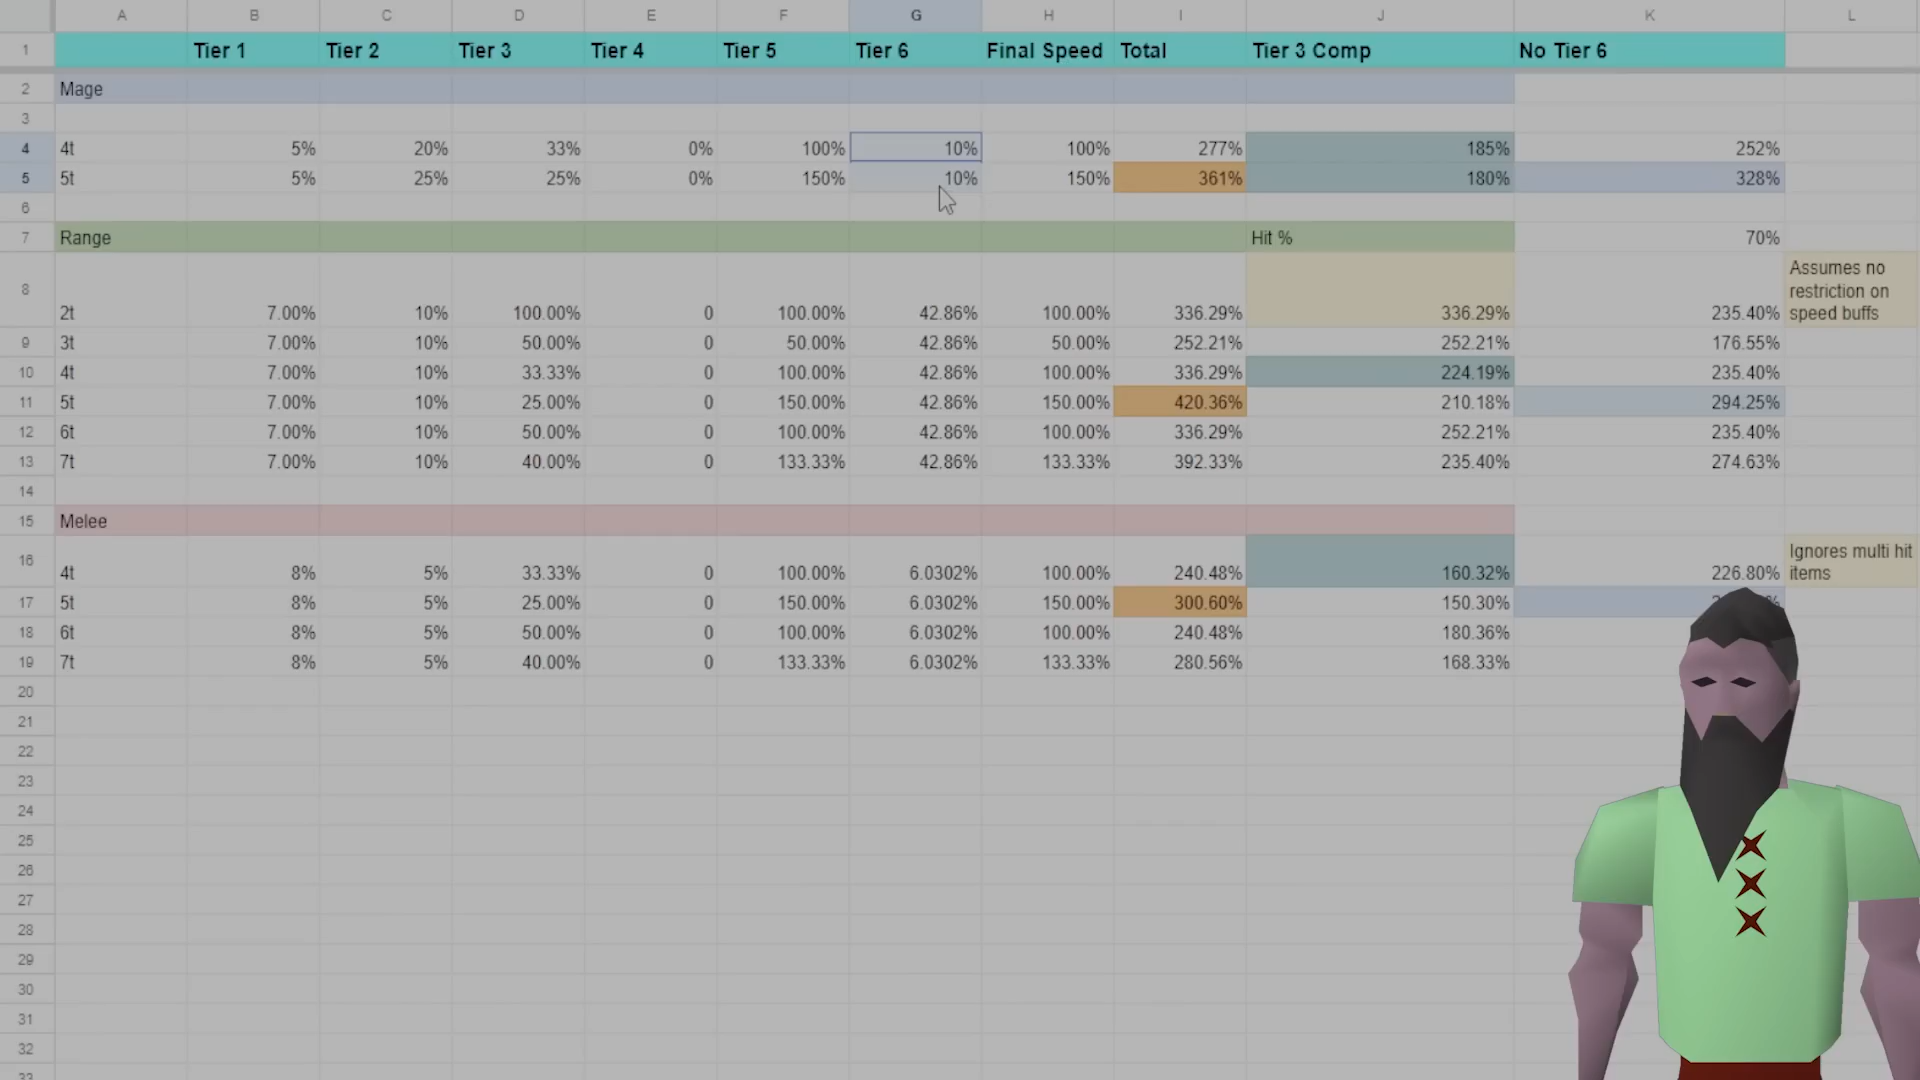 A B C D E F G H I J K L
1 Tier 1 Tier 2 Tier 3 Tier 4 Tier 5 Tier 6 Final Speed Total Tier 3 Comp No Tier 6
2 Mage
3
4 4t 5% 20% 33% 0% 100% 10% 100% 277% 185% 252%
5 5t 5% 25% 25% 0% 150% 10% 150% 361% 180% 328%
6
7 Range Hit % 70%
8 2t 7.00% 10% 100.00% 0 100.00% 42.86% 100.00% 336.29% 336.29% 235.40%
Assumes no
restriction on
speed buffs
9 3t 7.00% 10% 50.00% 0 50.00% 42.86% 50.00% 252.21% 252.21% 176.55%
10 4t 7.00% 10% 33.33% 0 100.00% 42.86% 100.00% 336.29% 224.19% 235.40%
11 5t 7.00% 10% 25.00% 0 150.00% 42.86% 150.00% 420.36% 210.18% 294.25%
12 6t 7.00% 10% 50.00% 0 100.00% 42.86% 100.00% 336.29% 252.21% 235.40%
13 7t 7.00% 10% 40.00% 0 133.33% 42.86% 133.33% 392.33% 235.40% 274.63%
14
15 Melee
16 4t 8% 5% 33.33% 0 100.00% 6.0302% 100.00% 240.48% 160.32% 226.80%
Ignores multi hit
items
17 5t 8% 5% 25.00% 0 150.00% 6.0302% 150.00% 300.60% 150.30%
18 6t 8% 5% 50.00% 0 100.00% 6.0302% 100.00% 240.48% 180.36%
19 7t 8% 5% 40.00% 0 133.33% 6.0302% 133.33% 280.56% 168.33%
20
21
22
23
24
25
26
27
28
29
30
31
32
33